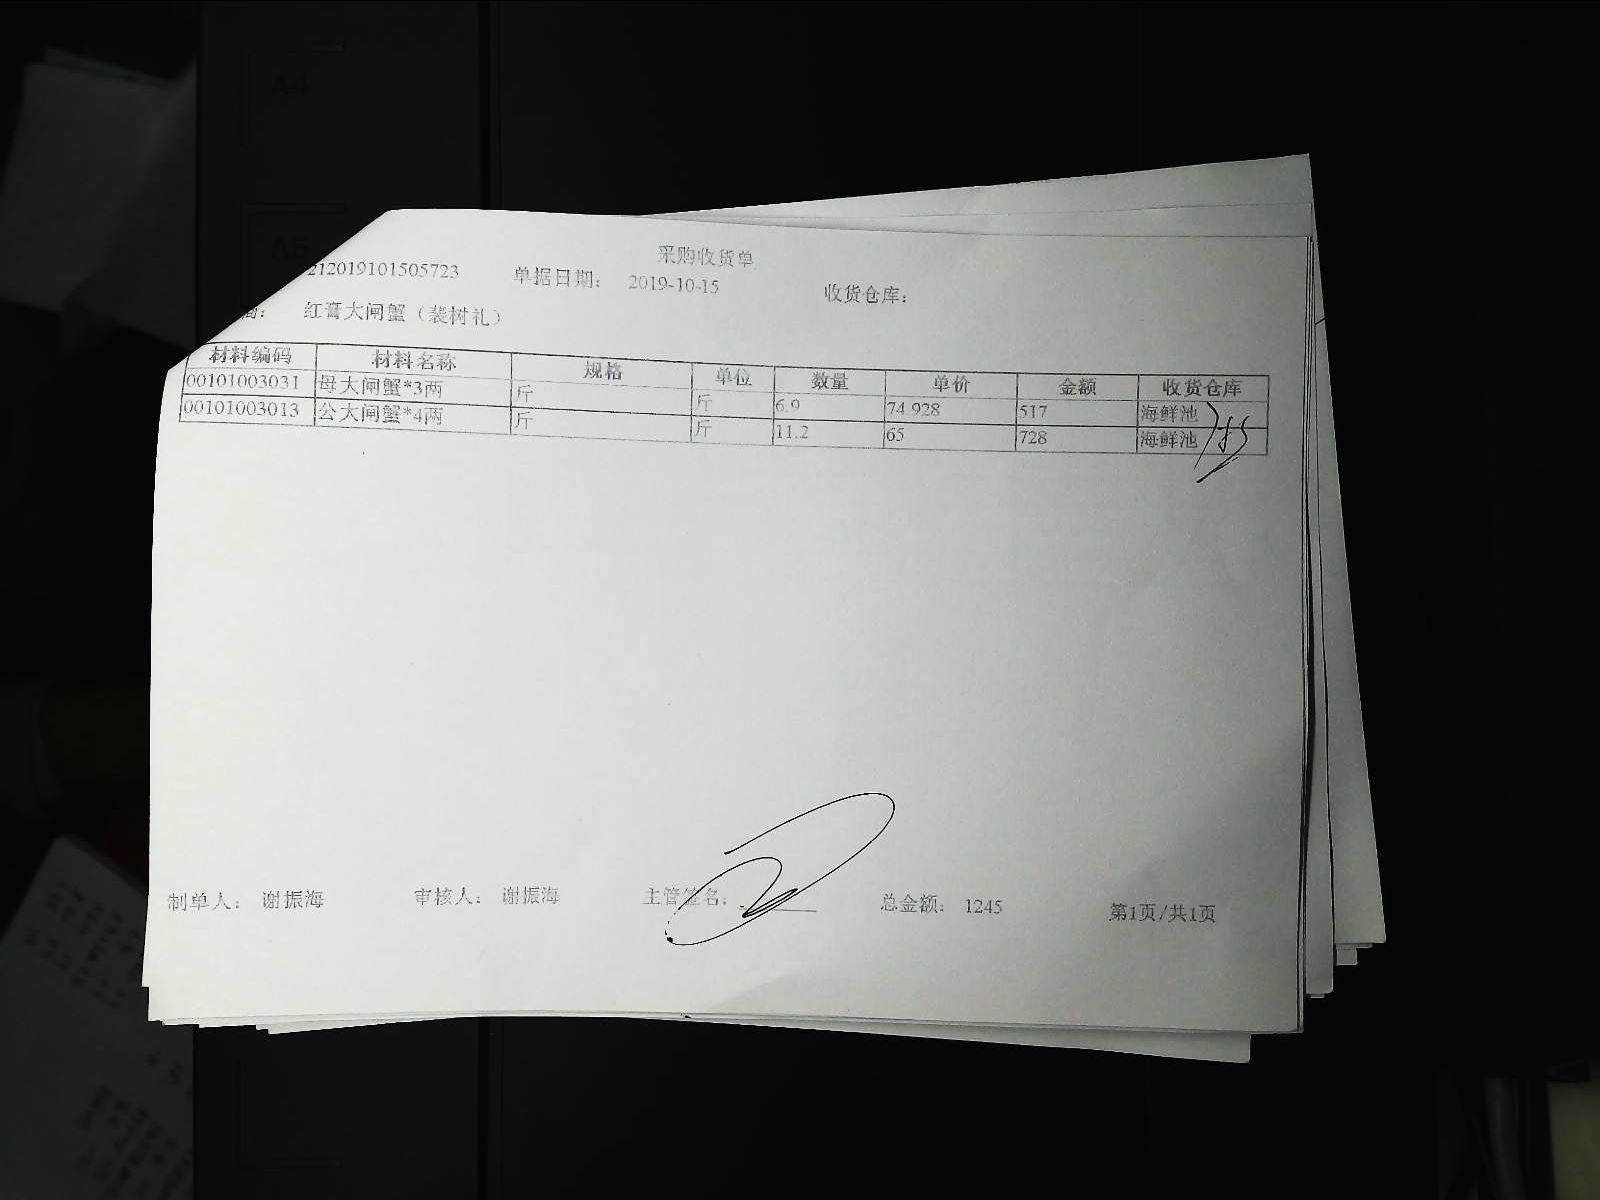 采购收货单
212019101505723 单据日期： 2019-10-15 收货仓库：
红膏大闸蟹（裴树礼）
材料编码 材料名称 规格 单位 数量 单价 金额 收货仓库
00101003031 母大闸蟹*3两 斤 斤 6.9 74.928 517 海鲜池
00101003013 公大闸蟹*4两 斤 斤 11.2 65 728 海鲜池
制单人： 谢振海 审核人： 谢振海 主管签名： 总金额： 1245 第1页/共1页